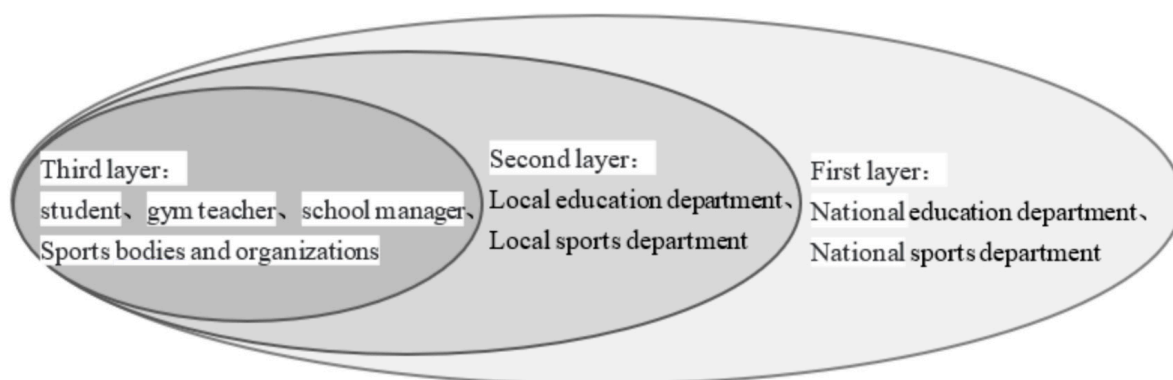 Third layer：
student、gym teacher、school manager、
Sports bodies and organizations
Second layer：
Local education department、
Local sports department
First layer：
National education department、
National sports department